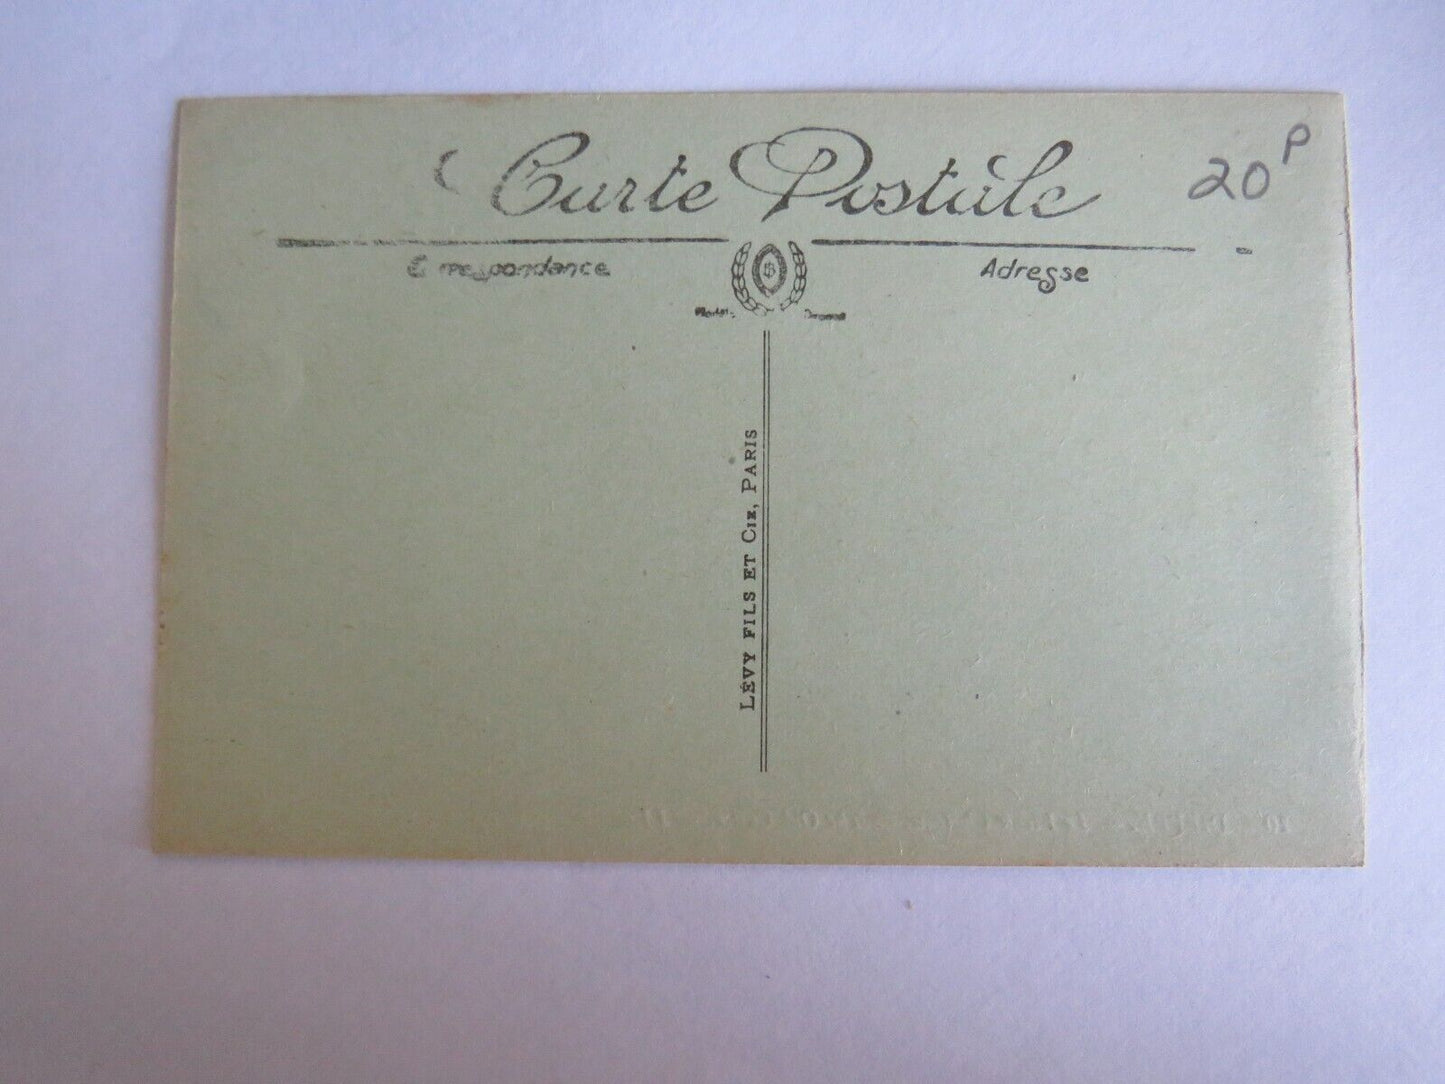 Carte Postale
20P
Correspondance
Adresse
LÉVY FILS ET CIE, PARIS